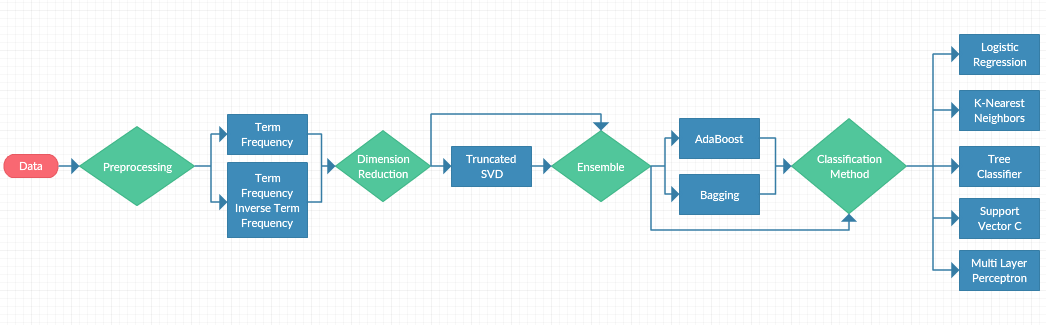 Data
Preprocessing
Term
Frequency
Term
Frequency
Inverse Term
Frequency
Dimension
Reduction
Truncated
SVD
Ensemble
AdaBoost
Bagging
Classification
Method
Logistic
Regression
K-Nearest
Neighbors
Tree
Classifier
Support
Vector C
Multi Layer
Perceptron